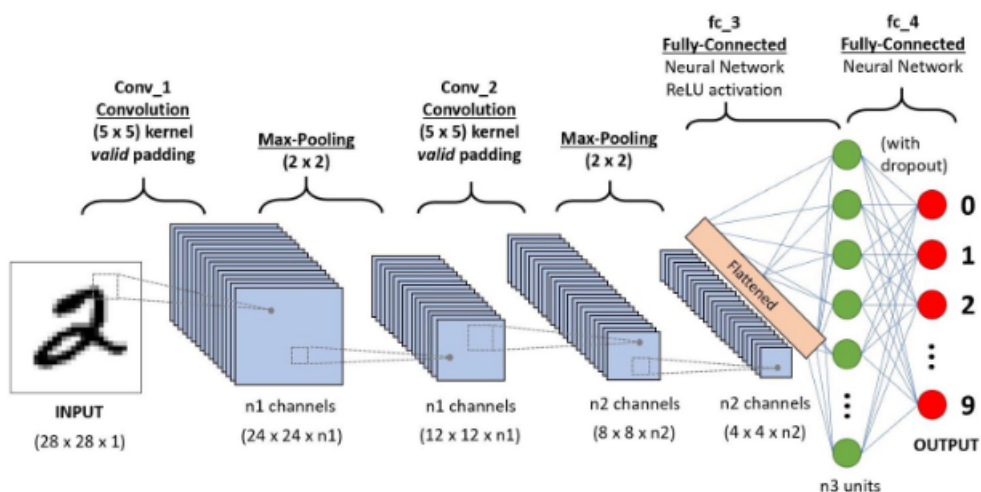 fc_3
Fully-Connected
Neural Network
ReLU activation
fc_4
Fully-Connected
Neural Network
Conv_1
Convolution
(5 x 5) kernel
valid padding
Max-Pooling
(2 x 2)
Conv_2
Convolution
(5 x 5) kernel
valid padding
Max-Pooling
(2 x 2)
(with
dropout)
Flattened
0
1
2
9
INPUT
(28 x 28 x 1)
n1 channels
(24 x 24 x n1)
n1 channels
(12 x 12 x n1)
n2 channels
(8 x 8 x n2)
n2 channels
(4 x 4 x n2)
OUTPUT
n3 units